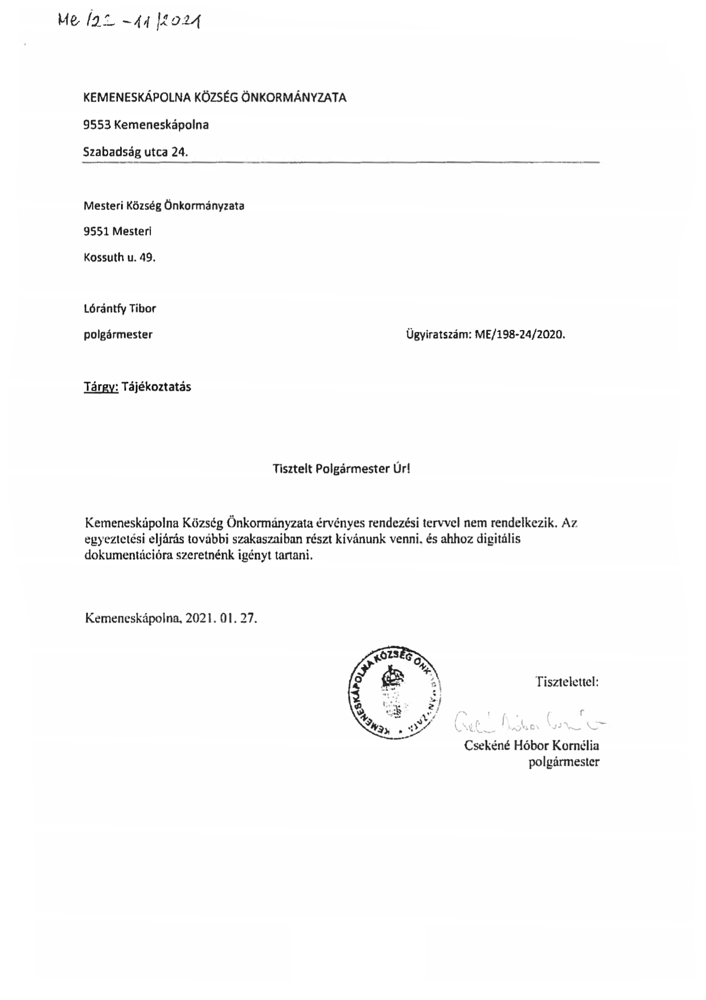 Me /22 -11/2021
KEMENESKÁPOLNA KÖZSÉG ÖNKORMÁNYZATA
9553 Kemeneskápolna
Szabadság utca 24.
Mesteri Község Önkormányzata
9551 Mesteri
Kossuth u. 49.
Lórántfy Tibor
polgármester
Ügyiratszám: ME/198-24/2020.
Tárgy: Tájékoztatás
Tisztelt Polgármester Úr!
Kemeneskápolna Község Önkormányzata érvényes rendezési tervvel nem rendelkezik. Az
egyeztetési eljárás további szakaszaiban részt kívánunk venni, és ahhoz digitális
dokumentációra szeretnénk igényt tartani.
Kemeneskápolna, 2021. 01. 27.
KEMENESKÁPOLNA KÖZSÉG ÖNKORMÁNYZATA
Tisztelettel:
Csekéné Hóbor Kornélia
polgármester